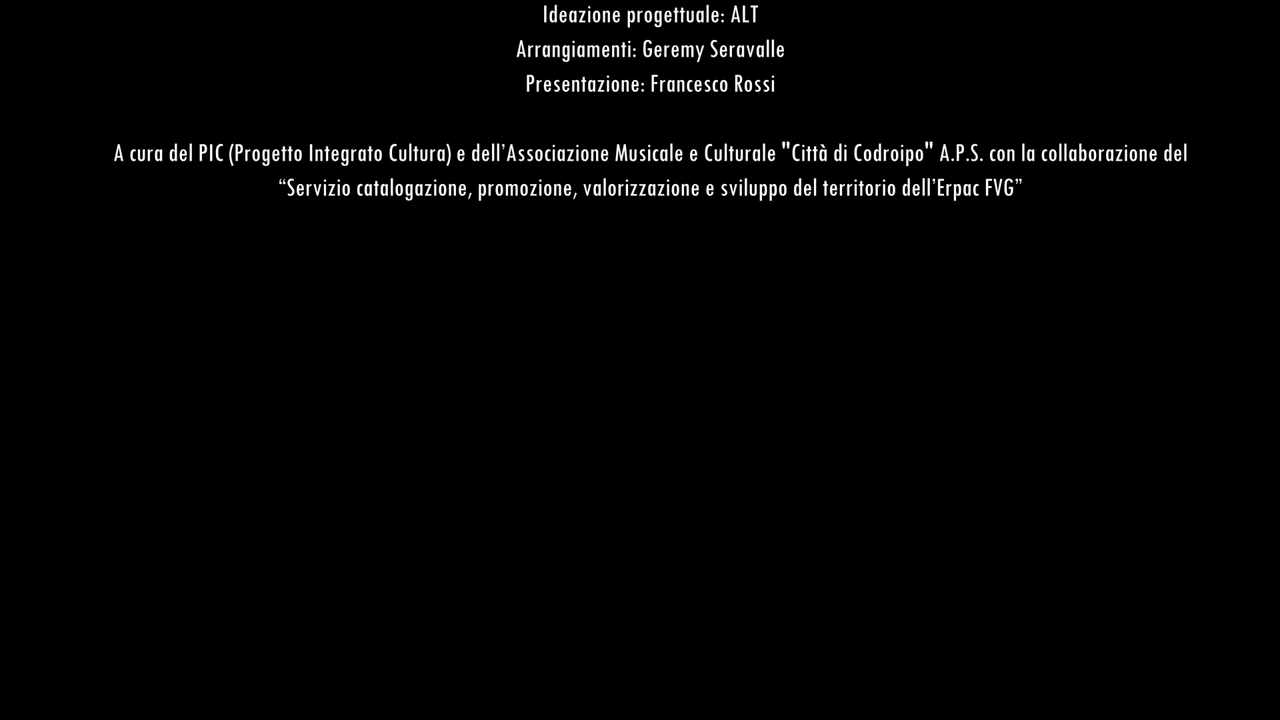 Ideazione progettuale: ALT
Arrangiamenti: Geremy Seravalle
Presentazione: Francesco Rossi
A cura del PIC (Progetto Integrato Cultura) e dell’Associazione Musicale e Culturale "Città di Codroipo" A.P.S. con la collaborazione del
“Servizio catalogazione, promozione, valorizzazione e sviluppo del territorio dell’Erpac FVG”